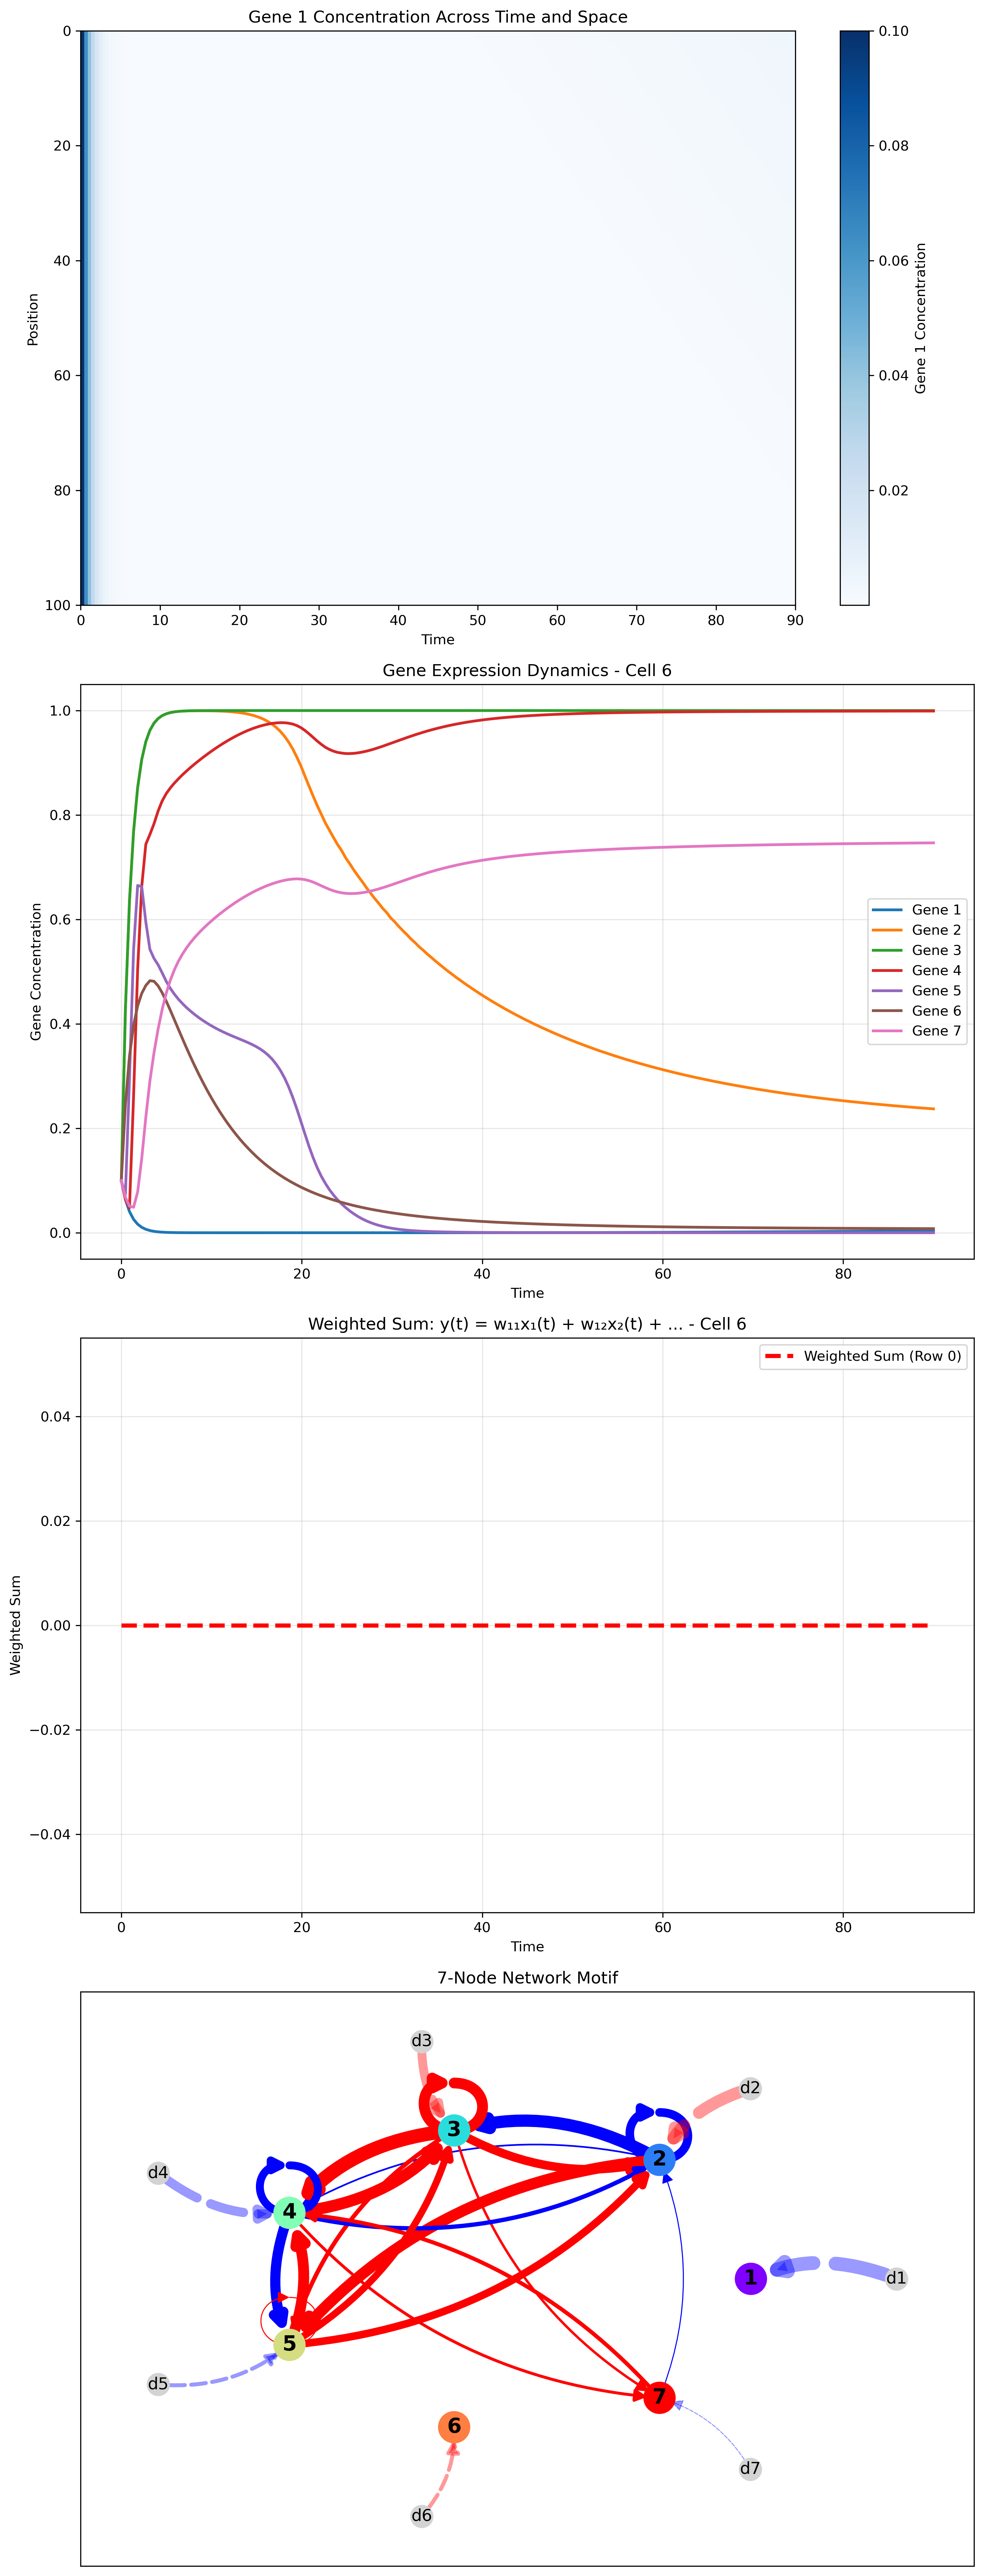 Gene 1 Concentration Across Time and Space
0
20
40
60
80
100
Position
0 10 20 30 40 50 60 70 80 90
Time
0.10
0.08
0.06
0.04
0.02
Gene 1 Concentration
Gene Expression Dynamics - Cell 6
1.0
0.8
0.6
0.4
0.2
0.0
Gene Concentration
Gene 1
Gene 2
Gene 3
Gene 4
Gene 5
Gene 6
Gene 7
0 20 40 60 80
Time
Weighted Sum: y(t) = w₁₁x₁(t) + w₁₂x₂(t) + ... - Cell 6
Weighted Sum (Row 0)
0.04
0.02
0.00
−0.02
−0.04
Weighted Sum
0 20 40 60 80
Time
7-Node Network Motif
d3
d2
3
2
d4
4
1
d1
5
d5
7
6
d7
d6